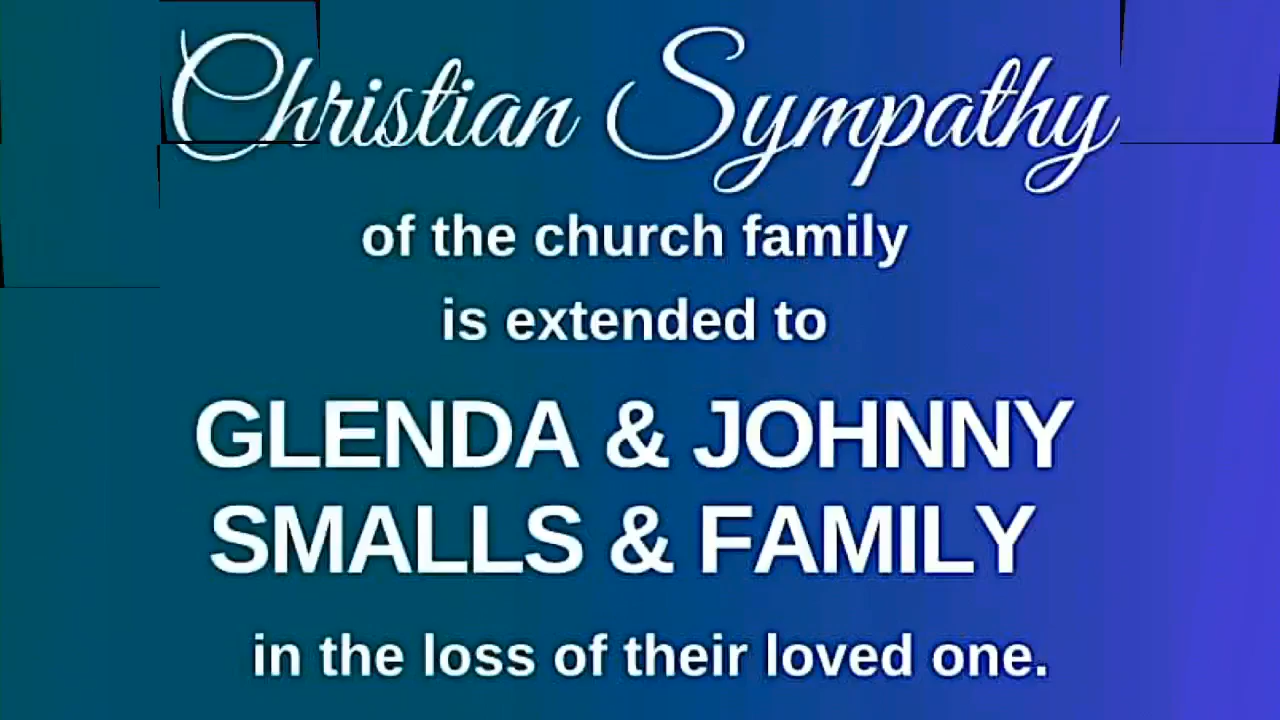 Christian Sympathy
of the church family
is extended to
GLENDA & JOHNNY
SMALLS & FAMILY
in the loss of their loved one.